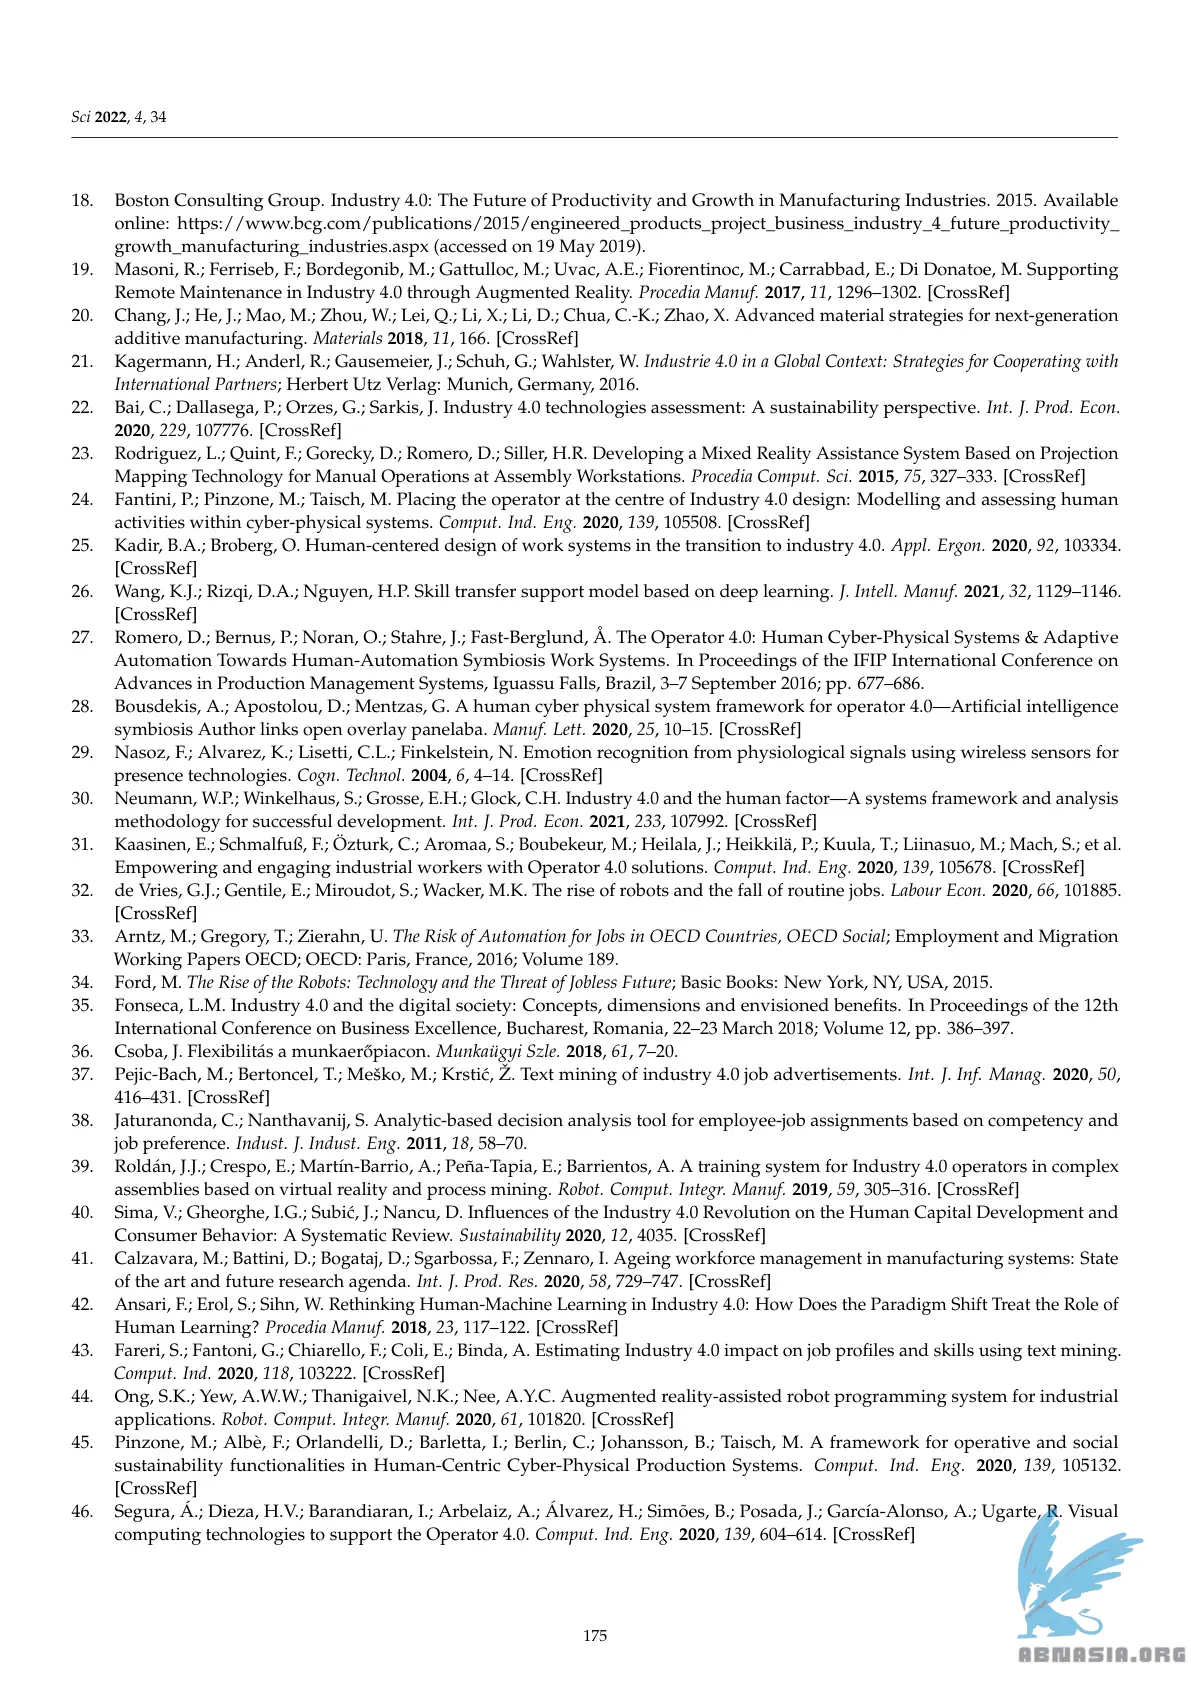 Sci 2022, 4, 34
18. Boston Consulting Group. Industry 4.0: The Future of Productivity and Growth in Manufacturing Industries. 2015. Available
online: https://www.bcg.com/publications/2015/engineered_products_project_business_industry_4_future_productivity_
growth_manufacturing_industries.aspx (accessed on 19 May 2019).
19. Masoni, R.; Ferriseb, F.; Bordegonib, M.; Gattulloc, M.; Uvac, A.E.; Fiorentinoc, M.; Carrabbad, E.; Di Donatoe, M. Supporting
Remote Maintenance in Industry 4.0 through Augmented Reality. Procedia Manuf. 2017, 11, 1296–1302. [CrossRef]
20. Chang, J.; He, J.; Mao, M.; Zhou, W.; Lei, Q.; Li, X.; Li, D.; Chua, C.-K.; Zhao, X. Advanced material strategies for next-generation
additive manufacturing. Materials 2018, 11, 166. [CrossRef]
21. Kagermann, H.; Anderl, R.; Gausemeier, J.; Schuh, G.; Wahlster, W. Industrie 4.0 in a Global Context: Strategies for Cooperating with
International Partners; Herbert Utz Verlag: Munich, Germany, 2016.
22. Bai, C.; Dallasega, P.; Orzes, G.; Sarkis, J. Industry 4.0 technologies assessment: A sustainability perspective. Int. J. Prod. Econ.
2020, 229, 107776. [CrossRef]
23. Rodriguez, L.; Quint, F.; Gorecky, D.; Romero, D.; Siller, H.R. Developing a Mixed Reality Assistance System Based on Projection
Mapping Technology for Manual Operations at Assembly Workstations. Procedia Comput. Sci. 2015, 75, 327–333. [CrossRef]
24. Fantini, P.; Pinzone, M.; Taisch, M. Placing the operator at the centre of Industry 4.0 design: Modelling and assessing human
activities within cyber-physical systems. Comput. Ind. Eng. 2020, 139, 105508. [CrossRef]
25. Kadir, B.A.; Broberg, O. Human-centered design of work systems in the transition to industry 4.0. Appl. Ergon. 2020, 92, 103334.
[CrossRef]
26. Wang, K.J.; Rizqi, D.A.; Nguyen, H.P. Skill transfer support model based on deep learning. J. Intell. Manuf. 2021, 32, 1129–1146.
[CrossRef]
27. Romero, D.; Bernus, P.; Noran, O.; Stahre, J.; Fast-Berglund, Å. The Operator 4.0: Human Cyber-Physical Systems & Adaptive
Automation Towards Human-Automation Symbiosis Work Systems. In Proceedings of the IFIP International Conference on
Advances in Production Management Systems, Iguassu Falls, Brazil, 3–7 September 2016; pp. 677–686.
28. Bousdekis, A.; Apostolou, D.; Mentzas, G. A human cyber physical system framework for operator 4.0—Artificial intelligence
symbiosis Author links open overlay panelaba. Manuf. Lett. 2020, 25, 10–15. [CrossRef]
29. Nasoz, F.; Alvarez, K.; Lisetti, C.L.; Finkelstein, N. Emotion recognition from physiological signals using wireless sensors for
presence technologies. Cogn. Technol. 2004, 6, 4–14. [CrossRef]
30. Neumann, W.P.; Winkelhaus, S.; Grosse, E.H.; Glock, C.H. Industry 4.0 and the human factor—A systems framework and analysis
methodology for successful development. Int. J. Prod. Econ. 2021, 233, 107992. [CrossRef]
31. Kaasinen, E.; Schmalfuß, F.; Özturk, C.; Aromaa, S.; Boubekeur, M.; Heilala, J.; Heikkilä, P.; Kuula, T.; Liinasuo, M.; Mach, S.; et al.
Empowering and engaging industrial workers with Operator 4.0 solutions. Comput. Ind. Eng. 2020, 139, 105678. [CrossRef]
32. de Vries, G.J.; Gentile, E.; Miroudot, S.; Wacker, M.K. The rise of robots and the fall of routine jobs. Labour Econ. 2020, 66, 101885.
[CrossRef]
33. Arntz, M.; Gregory, T.; Zierahn, U. The Risk of Automation for Jobs in OECD Countries, OECD Social; Employment and Migration
Working Papers OECD; OECD: Paris, France, 2016; Volume 189.
34. Ford, M. The Rise of the Robots: Technology and the Threat of Jobless Future; Basic Books: New York, NY, USA, 2015.
35. Fonseca, L.M. Industry 4.0 and the digital society: Concepts, dimensions and envisioned benefits. In Proceedings of the 12th
International Conference on Business Excellence, Bucharest, Romania, 22–23 March 2018; Volume 12, pp. 386–397.
36. Csoba, J. Flexibilitás a munkaerőpiacon. Munkaügyi Szle. 2018, 61, 7–20.
37. Pejic-Bach, M.; Bertoncel, T.; Meško, M.; Krstić, Ž. Text mining of industry 4.0 job advertisements. Int. J. Inf. Manag. 2020, 50,
416–431. [CrossRef]
38. Jaturanonda, C.; Nanthavanij, S. Analytic-based decision analysis tool for employee-job assignments based on competency and
job preference. Indust. J. Indust. Eng. 2011, 18, 58–70.
39. Roldán, J.J.; Crespo, E.; Martín-Barrio, A.; Peña-Tapia, E.; Barrientos, A. A training system for Industry 4.0 operators in complex
assemblies based on virtual reality and process mining. Robot. Comput. Integr. Manuf. 2019, 59, 305–316. [CrossRef]
40. Sima, V.; Gheorghe, I.G.; Subić, J.; Nancu, D. Influences of the Industry 4.0 Revolution on the Human Capital Development and
Consumer Behavior: A Systematic Review. Sustainability 2020, 12, 4035. [CrossRef]
41. Calzavara, M.; Battini, D.; Bogataj, D.; Sgarbossa, F.; Zennaro, I. Ageing workforce management in manufacturing systems: State
of the art and future research agenda. Int. J. Prod. Res. 2020, 58, 729–747. [CrossRef]
42. Ansari, F.; Erol, S.; Sihn, W. Rethinking Human-Machine Learning in Industry 4.0: How Does the Paradigm Shift Treat the Role of
Human Learning? Procedia Manuf. 2018, 23, 117–122. [CrossRef]
43. Fareri, S.; Fantoni, G.; Chiarello, F.; Coli, E.; Binda, A. Estimating Industry 4.0 impact on job profiles and skills using text mining.
Comput. Ind. 2020, 118, 103222. [CrossRef]
44. Ong, S.K.; Yew, A.W.W.; Thanigaivel, N.K.; Nee, A.Y.C. Augmented reality-assisted robot programming system for industrial
applications. Robot. Comput. Integr. Manuf. 2020, 61, 101820. [CrossRef]
45. Pinzone, M.; Albè, F.; Orlandelli, D.; Barletta, I.; Berlin, C.; Johansson, B.; Taisch, M. A framework for operative and social
sustainability functionalities in Human-Centric Cyber-Physical Production Systems. Comput. Ind. Eng. 2020, 139, 105132.
[CrossRef]
46. Segura, Á.; Dieza, H.V.; Barandiaran, I.; Arbelaiz, A.; Álvarez, H.; Simões, B.; Posada, J.; García-Alonso, A.; Ugarte, R. Visual
computing technologies to support the Operator 4.0. Comput. Ind. Eng. 2020, 139, 604–614. [CrossRef]
175
ABNASIA.ORG